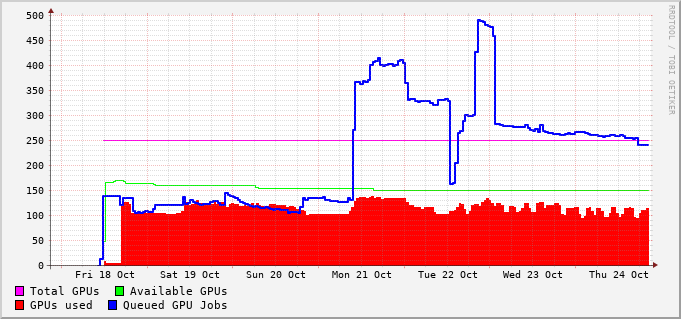 500
450
400
350
300
250
200
150
100
50
0
Fri 18 Oct Sat 19 Oct Sun 20 Oct Mon 21 Oct Tue 22 Oct Wed 23 Oct Thu 24 Oct
Total GPUs Available GPUs
GPUs used Queued GPU Jobs
RRDTOOL / TOBI OETIKER